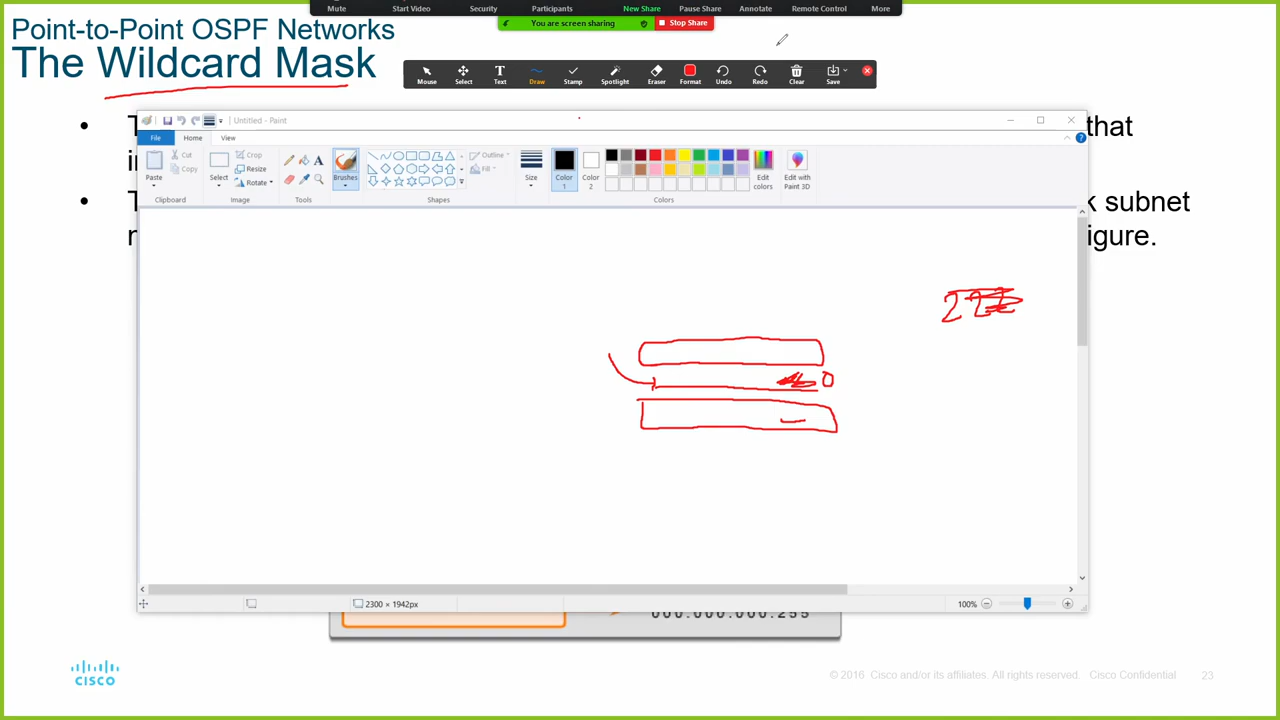 Mute Start Video Security Participants New Share Pause Share Annotate Remote Control More
You are screen sharing Stop Share
Point-to-Point OSPF Networks
The Wildcard Mask
Mouse Select Text Draw Stamp Spotlight Eraser Format Undo Redo Clear Save
Untitled - Paint
that
File Home View
Paste Cut Copy
Select Crop Resize Rotate
A
Brushes
Outline Fill
Size
Color 1
Color 2
Edit colors
Edit with Paint 3D
Clipboard Image Tools Shapes Colors
k subnet
igure.
0
2300 × 1942px
100%
000.000.000.255
CISCO
© 2016 Cisco and/or its affiliates. All rights reserved. Cisco Confidential 23